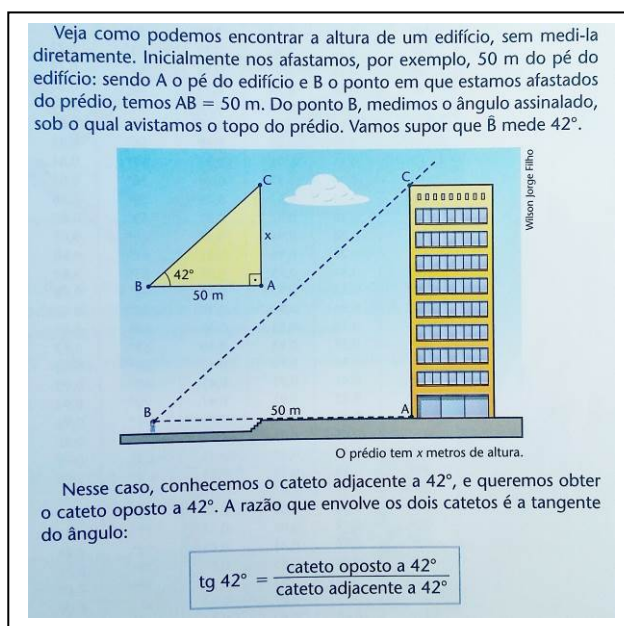 Veja como podemos encontrar a altura de um edifício, sem medi-la
diretamente. Inicialmente nos afastamos, por exemplo, 50 m do pé do
edifício: sendo A o pé do edifício e B o ponto em que estamos afastados
do prédio, temos AB = 50 m. Do ponto B, medimos o ângulo assinalado,
sob o qual avistamos o topo do prédio. Vamos supor que B̂ mede 42°.
C
x
42°
B
A
50 m
C
Wilson Jorge Filho
B
50 m
A
O prédio tem x metros de altura.
Nesse caso, conhecemos o cateto adjacente a 42°, e queremos obter
o cateto oposto a 42°. A razão que envolve os dois catetos é a tangente
do ângulo:
tg 42° = cateto oposto a 42°
cateto adjacente a 42°